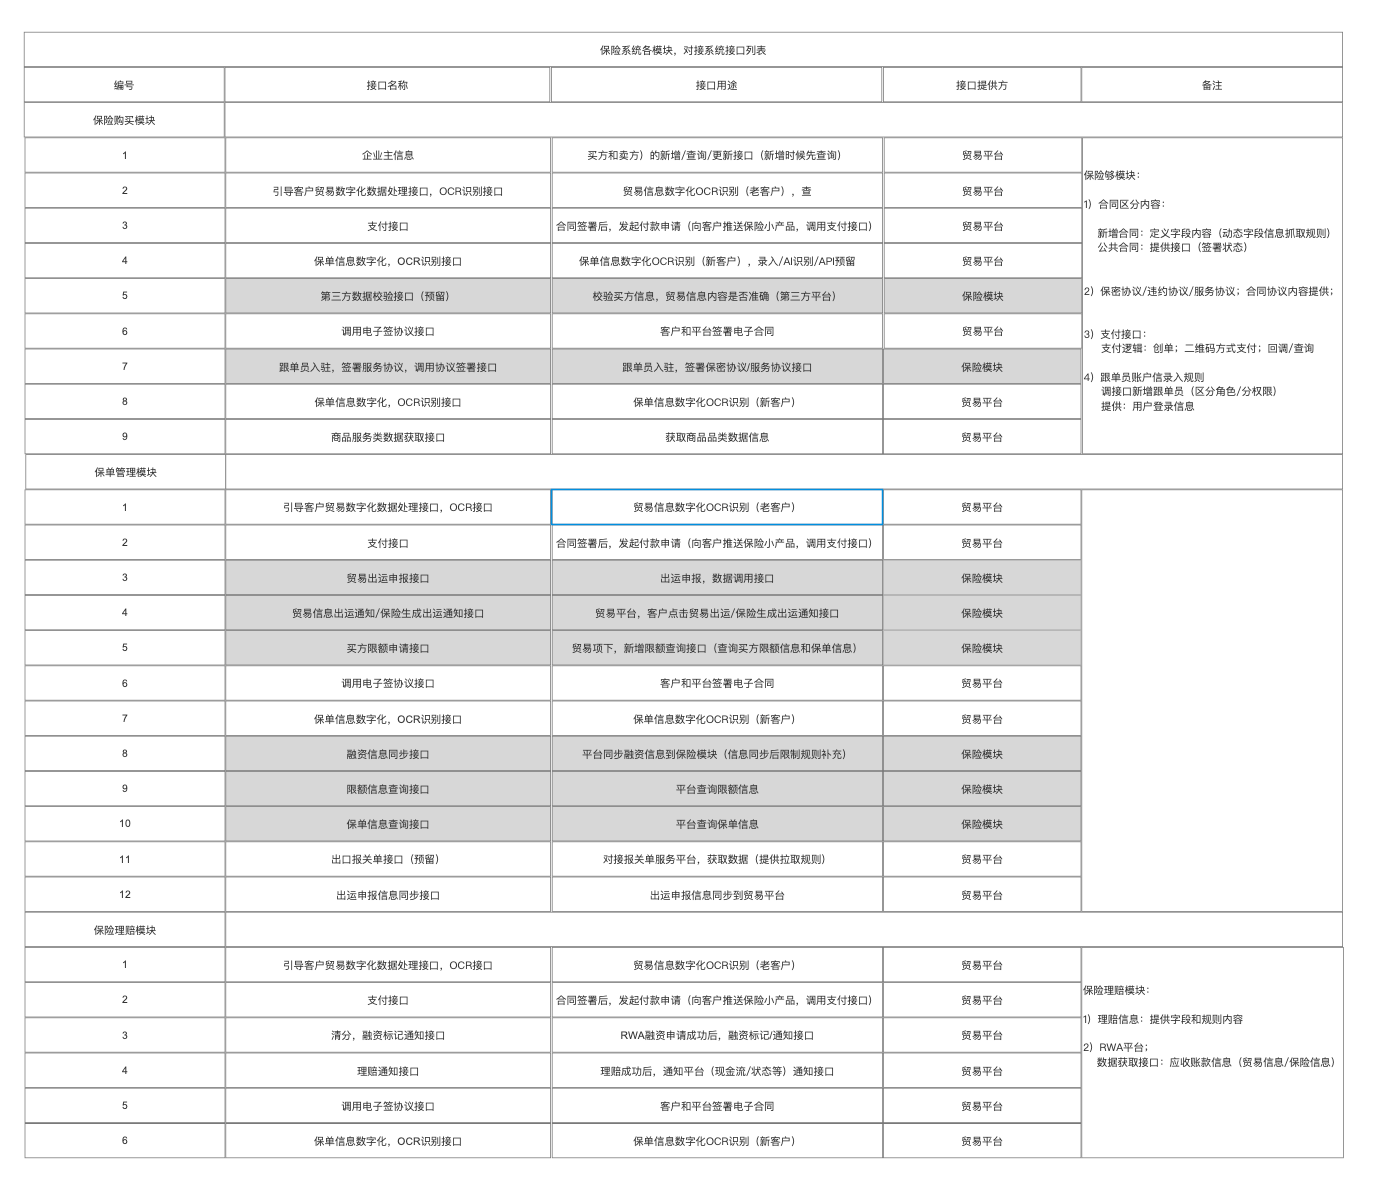 保险系统各模块，对接系统接口列表
编号 接口名称 接口用途 接口提供方 备注
保险购买模块
1 企业主信息 买方和卖方）的新增/查询/更新接口（新增时候先查询） 贸易平台
2 引导客户贸易数字化数据处理接口，OCR识别接口 贸易信息数字化OCR识别（老客户），查 贸易平台
3 支付接口 合同签署后，发起付款申请（向客户推送保险小产品，调用支付接口） 贸易平台
4 保单信息数字化，OCR识别接口 保单信息数字化OCR识别（新客户），录入/AI识别/API预留 贸易平台
5 第三方数据校验接口（预留） 校验买方信息，贸易信息内容是否准确（第三方平台） 保险模块
6 调用电子签协议接口 客户和平台签署电子合同 贸易平台
7 跟单员入驻，签署服务协议，调用协议签署接口 跟单员入驻，签署保密协议/服务协议接口 保险模块
8 保单信息数字化，OCR识别接口 保单信息数字化OCR识别（新客户） 贸易平台
9 商品服务类数据获取接口 获取商品品类数据信息 贸易平台
保险够模块：
1）合同区分内容：
新增合同：定义字段内容（动态字段信息抓取规则）
公共合同：提供接口（签署状态）
2）保密协议/违约协议/服务协议；合同协议内容提供；
3）支付接口：
支付逻辑：创单；二维码方式支付；回调/查询
4）跟单员账户信录入规则
调接口新增跟单员（区分角色/分权限）
提供：用户登录信息
保单管理模块
1 引导客户贸易数字化数据处理接口，OCR接口 贸易信息数字化OCR识别（老客户） 贸易平台
2 支付接口 合同签署后，发起付款申请（向客户推送保险小产品，调用支付接口） 贸易平台
3 贸易出运申报接口 出运申报，数据调用接口 保险模块
4 贸易信息出运通知/保险生成出运通知接口 贸易平台，客户点击贸易出运/保险生成出运通知接口 保险模块
5 买方限额申请接口 贸易项下，新增限额查询接口（查询买方限额信息和保单信息） 保险模块
6 调用电子签协议接口 客户和平台签署电子合同 贸易平台
7 保单信息数字化，OCR识别接口 保单信息数字化OCR识别（新客户） 贸易平台
8 融资信息同步接口 平台同步融资信息到保险模块（信息同步后限制规则补充） 保险模块
9 限额信息查询接口 平台查询限额信息 保险模块
10 保单信息查询接口 平台查询保单信息 保险模块
11 出口报关单接口（预留） 对接报关单服务平台，获取数据（提供拉取规则） 贸易平台
12 出运申报信息同步接口 出运申报信息同步到贸易平台 贸易平台
保险理赔模块
1 引导客户贸易数字化数据处理接口，OCR接口 贸易信息数字化OCR识别（老客户） 贸易平台
2 支付接口 合同签署后，发起付款申请（向客户推送保险小产品，调用支付接口） 贸易平台
3 清分，融资标记通知接口 RWA融资申请成功后，融资标记/通知接口 贸易平台
4 理赔通知接口 理赔成功后，通知平台（现金流/状态等）通知接口 贸易平台
5 调用电子签协议接口 客户和平台签署电子合同 贸易平台
6 保单信息数字化，OCR识别接口 保单信息数字化OCR识别（新客户） 贸易平台
保险理赔模块：
1）理赔信息：提供字段和规则内容
2）RWA平台；
数据获取接口：应收账款信息（贸易信息/保险信息）